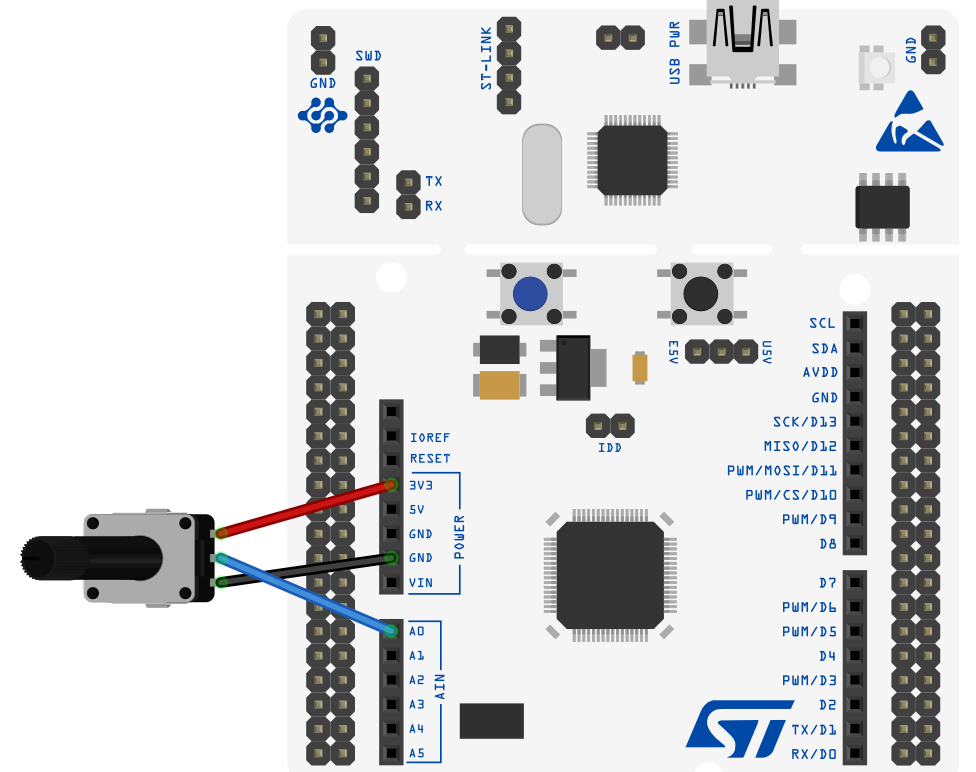 GND
SWD
ST-LINK
USB PWR
GND
TX
RX
E5V
U5V
IDD
IOREF
RESET
3V3
5V
GND
GND
VIN
POWER
A0
A1
A2
A3
A4
A5
AIN
SCL
SDA
AVDD
GND
SCK/D13
MISO/D12
PWM/MOSI/D11
PWM/CS/D10
PWM/D9
D8
D7
PWM/D6
PWM/D5
D4
PWM/D3
D2
TX/D1
RX/D0
ST